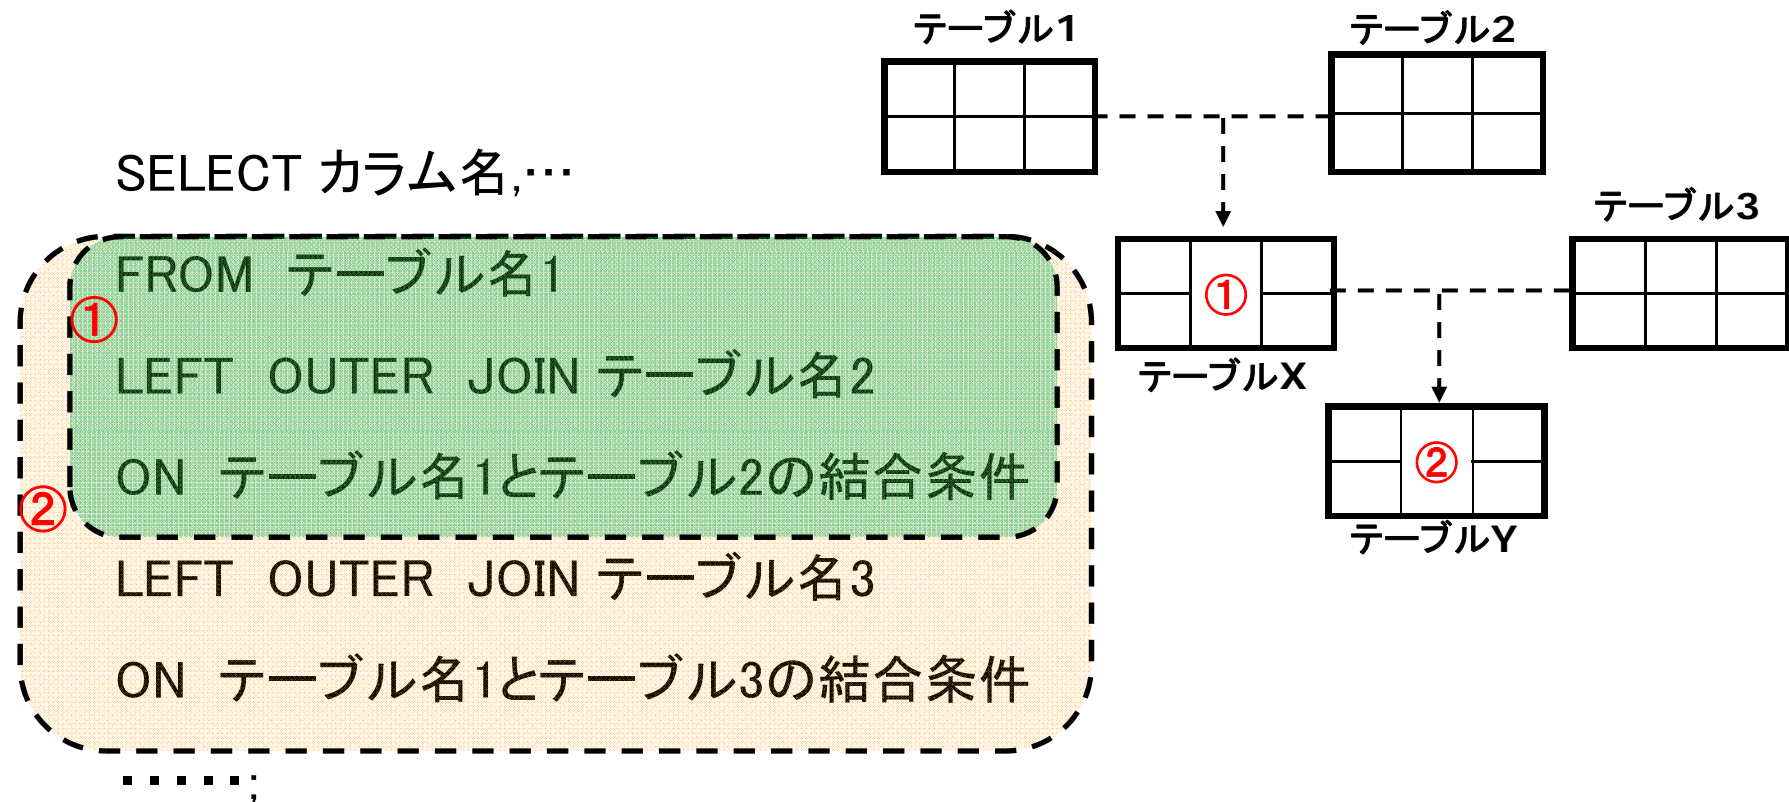 テーブル1
テーブル2
SELECT カラム名,…
テーブル3
FROM　テーブル名1
①
①
LEFT　OUTER　JOIN テーブル名2
テーブルX
ON　テーブル名1とテーブル2の結合条件
②
②
テーブルY
LEFT　OUTER　JOIN テーブル名3
ON　テーブル名1とテーブル3の結合条件
・・・・・;